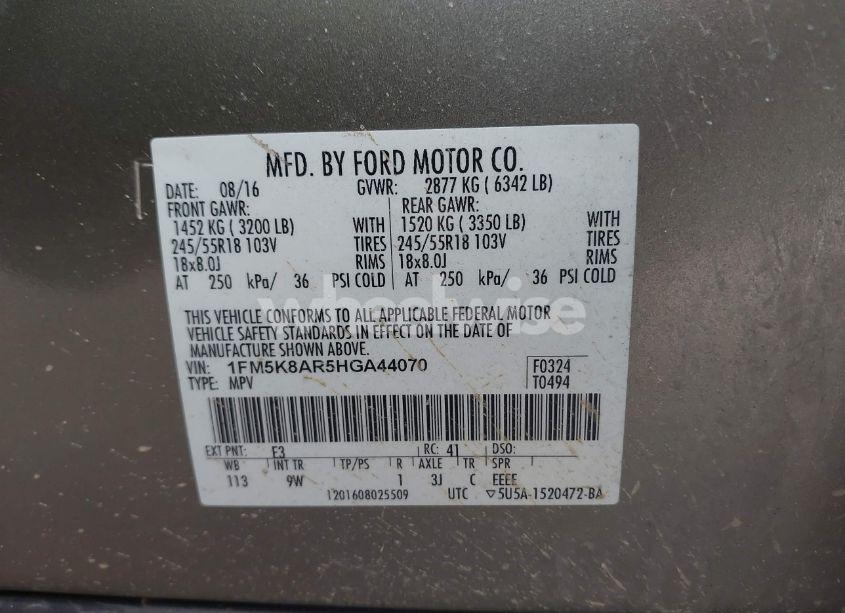 MFD. BY FORD MOTOR CO.
DATE: 08/16 GVWR: 2877 KG ( 6342 LB)
FRONT GAWR: REAR GAWR:
1452 KG ( 3200 LB) WITH 1520 KG ( 3350 LB) WITH
245/55R18 103V TIRES 245/55R18 103V TIRES
18x8.0J RIMS 18x8.0J RIMS
AT 250 kPa/ 36 PSI COLD AT 250 kPa/ 36 PSI COLD
wheelwise
THIS VEHICLE CONFORMS TO ALL APPLICABLE FEDERAL MOTOR
VEHICLE SAFETY STANDARDS IN EFFECT ON THE DATE OF
MANUFACTURE SHOWN ABOVE.
VIN: 1FM5K8AR5HGA44070 F0324
TYPE: MPV T0494
EXT PNT: E3 RC: 41 DSO:
WB INT TR TP/PS R AXLE TR SPR
113 9W 1 3J C EEEE
1201608025509 UTC ▽5U5A-1520472-BA